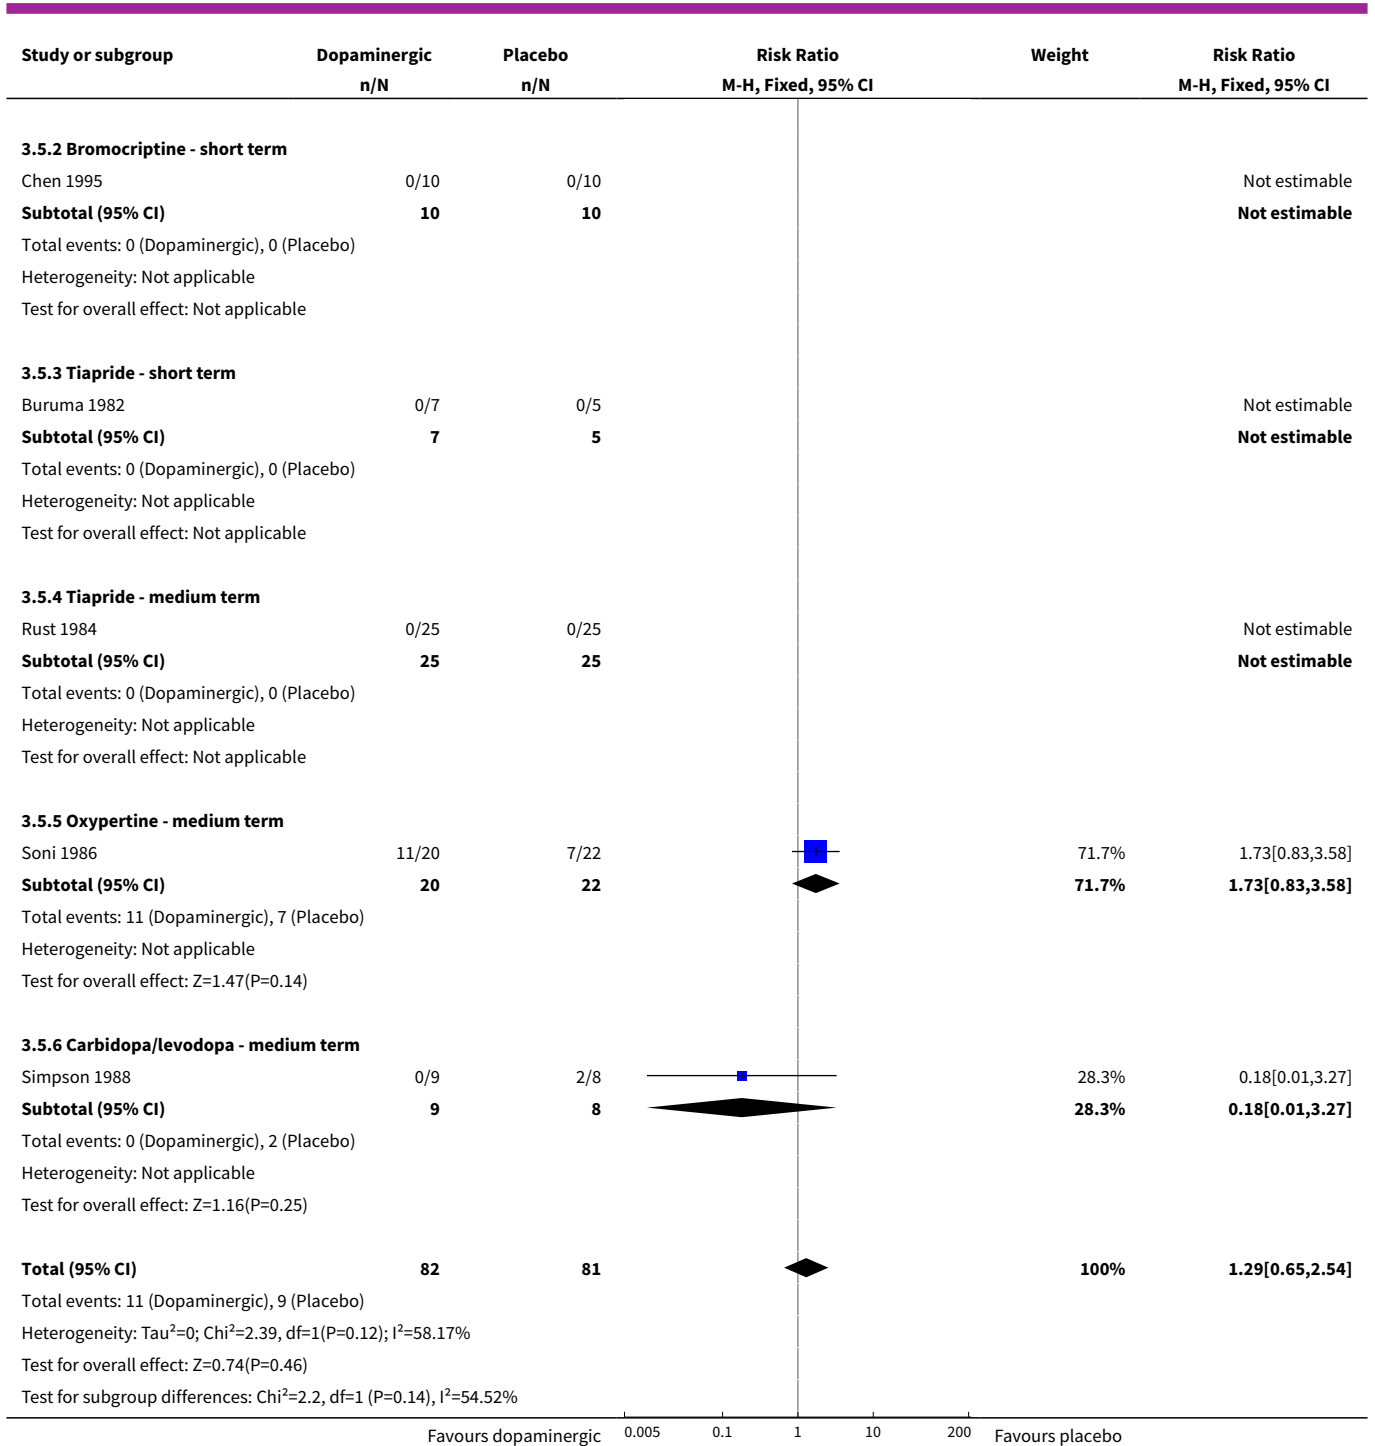 Study or subgroup Dopaminergic Placebo Risk Ratio Weight Risk Ratio
n/N n/N M-H, Fixed, 95% CI M-H, Fixed, 95% CI
3.5.2 Bromocriptine - short term
Chen 1995 0/10 0/10 Not estimable
Subtotal (95% CI) 10 10 Not estimable
Total events: 0 (Dopaminergic), 0 (Placebo)
Heterogeneity: Not applicable
Test for overall effect: Not applicable
3.5.3 Tiapride - short term
Buruma 1982 0/7 0/5 Not estimable
Subtotal (95% CI) 7 5 Not estimable
Total events: 0 (Dopaminergic), 0 (Placebo)
Heterogeneity: Not applicable
Test for overall effect: Not applicable
3.5.4 Tiapride - medium term
Rust 1984 0/25 0/25 Not estimable
Subtotal (95% CI) 25 25 Not estimable
Total events: 0 (Dopaminergic), 0 (Placebo)
Heterogeneity: Not applicable
Test for overall effect: Not applicable
3.5.5 Oxypertine - medium term
Soni 1986 11/20 7/22 71.7% 1.73[0.83,3.58]
Subtotal (95% CI) 20 22 71.7% 1.73[0.83,3.58]
Total events: 11 (Dopaminergic), 7 (Placebo)
Heterogeneity: Not applicable
Test for overall effect: Z=1.47(P=0.14)
3.5.6 Carbidopa/levodopa - medium term
Simpson 1988 0/9 2/8 28.3% 0.18[0.01,3.27]
Subtotal (95% CI) 9 8 28.3% 0.18[0.01,3.27]
Total events: 0 (Dopaminergic), 2 (Placebo)
Heterogeneity: Not applicable
Test for overall effect: Z=1.16(P=0.25)
Total (95% CI) 82 81 100% 1.29[0.65,2.54]
Total events: 11 (Dopaminergic), 9 (Placebo)
Heterogeneity: Tau²=0; Chi²=2.39, df=1(P=0.12); I²=58.17%
Test for overall effect: Z=0.74(P=0.46)
Test for subgroup differences: Chi²=2.2, df=1 (P=0.14), I²=54.52%
Favours dopaminergic 0.005 0.1 1 10 200 Favours placebo